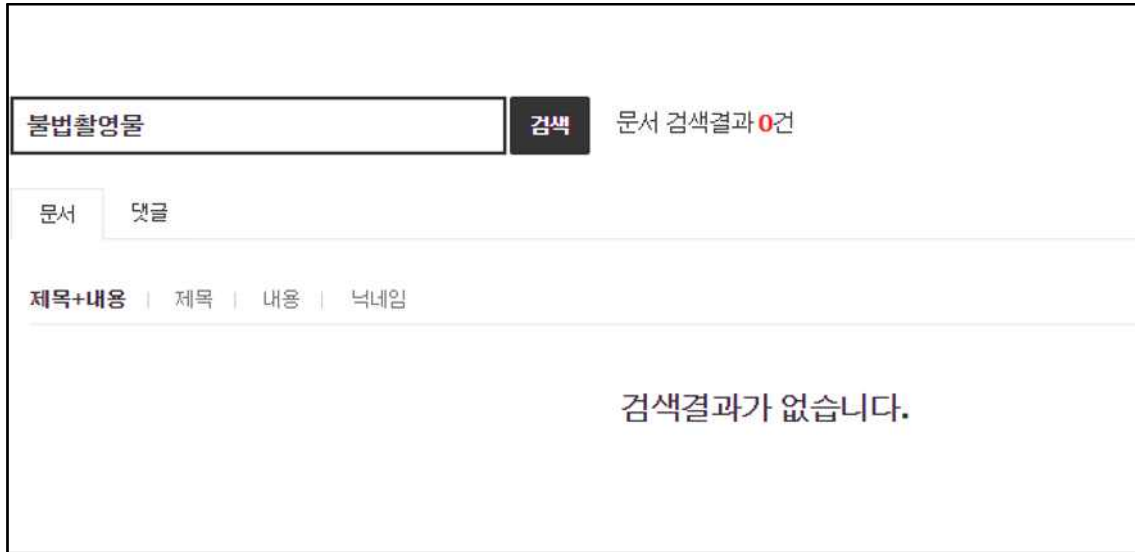 불법촬영물 검색 문서 검색결과 0건
문서 댓글
제목+내용 | 제목 | 내용 | 닉네임
검색결과가 없습니다.